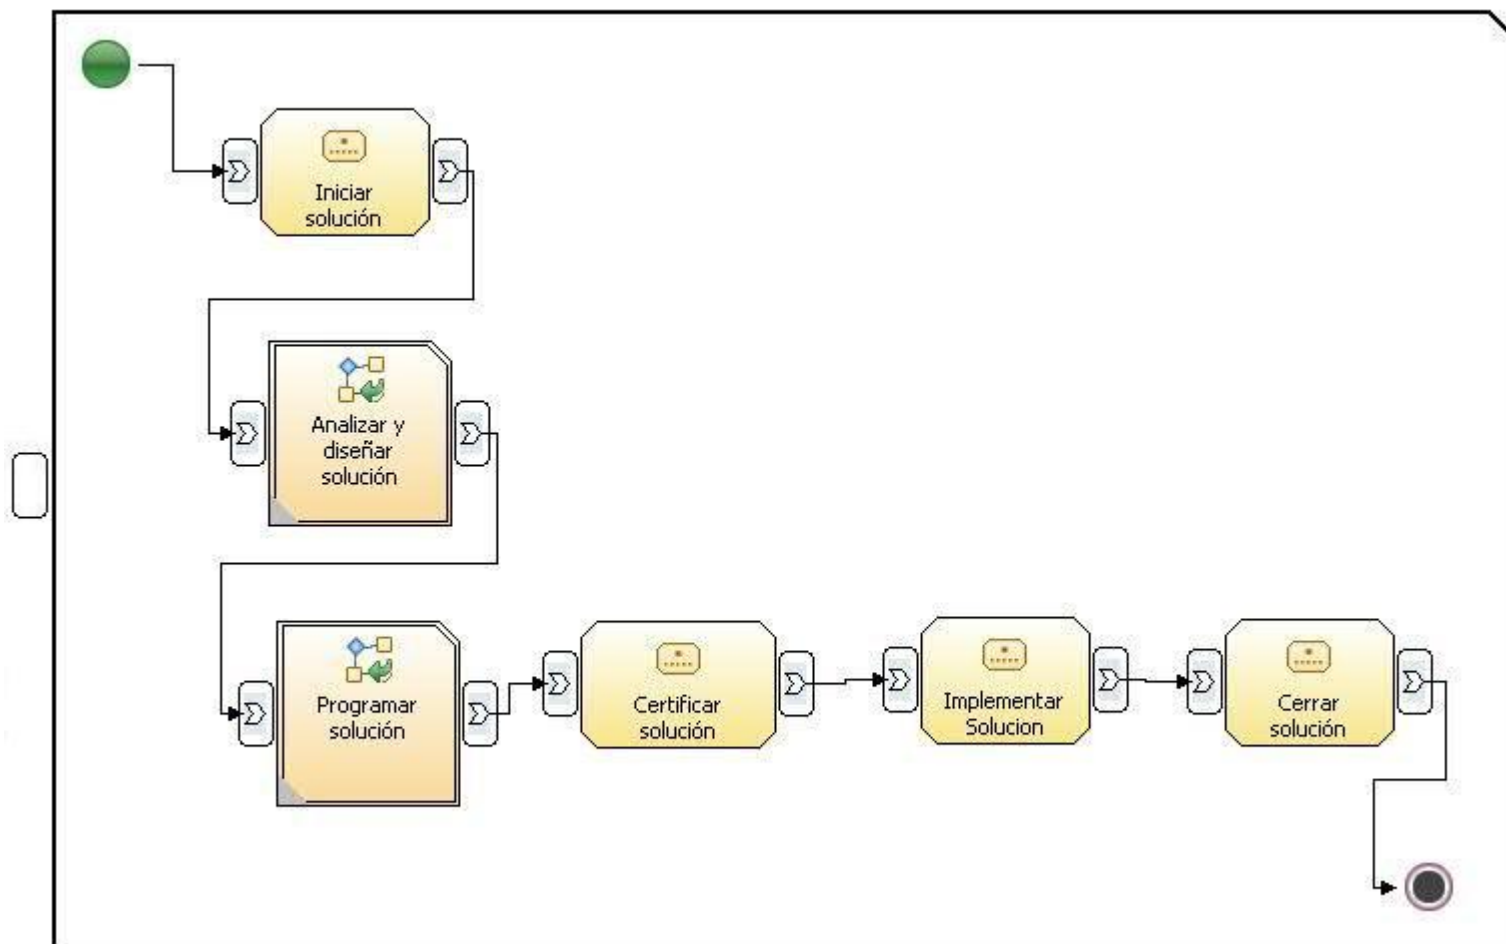 Iniciar
solución
Analizar y
diseñar
solución
Programar
solución
Certificar
solución
Implementar
Solucion
Cerrar
solución